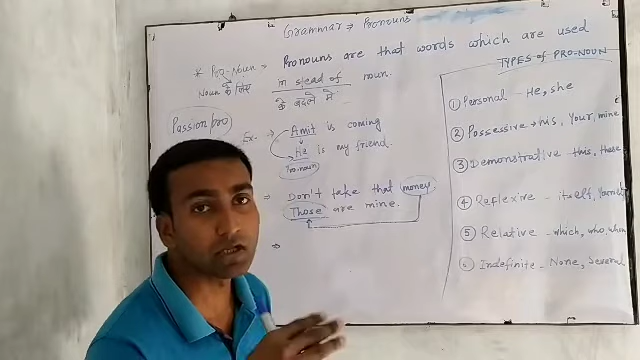 Grammar → Pronouns
* Pro-Noun = Pronouns are that words which are used
Noun के लिए in stead of noun.
के बदले में
Passion pro
Ex- Amit is coming
He is my friend.
Pronoun
→ Don't take that money,
Those are mine.
→
TYPES of PRO-NOUN
① Personal - He, she
② Possessive → his, Your, mine
③ Demonstrative this, these
④ Reflexive - itself,
⑤ Relative - which, who, whom
⑥ Indefinite - None, Several